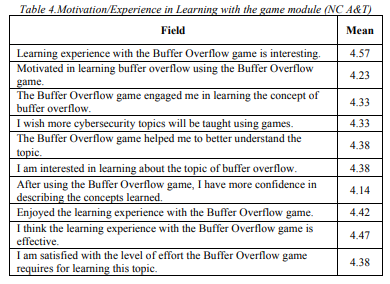 Table 4.Motivation/Experience in Learning with the game module (NC A&T)
Field Mean
Learning experience with the Buffer Overflow game is interesting. 4.57
Motivated in learning buffer overflow using the Buffer Overflow
game. 4.23
The Buffer Overflow game engaged me in learning the concept of
buffer overflow. 4.33
I wish more cybersecurity topics will be taught using games. 4.33
The Buffer Overflow game helped me to better understand the
topic. 4.38
I am interested in learning about the topic of buffer overflow. 4.38
After using the Buffer Overflow game, I have more confidence in
describing the concepts learned. 4.14
Enjoyed the learning experience with the Buffer Overflow game. 4.42
I think the learning experience with the Buffer Overflow game is
effective. 4.47
I am satisfied with the level of effort the Buffer Overflow game
requires for learning this topic. 4.38